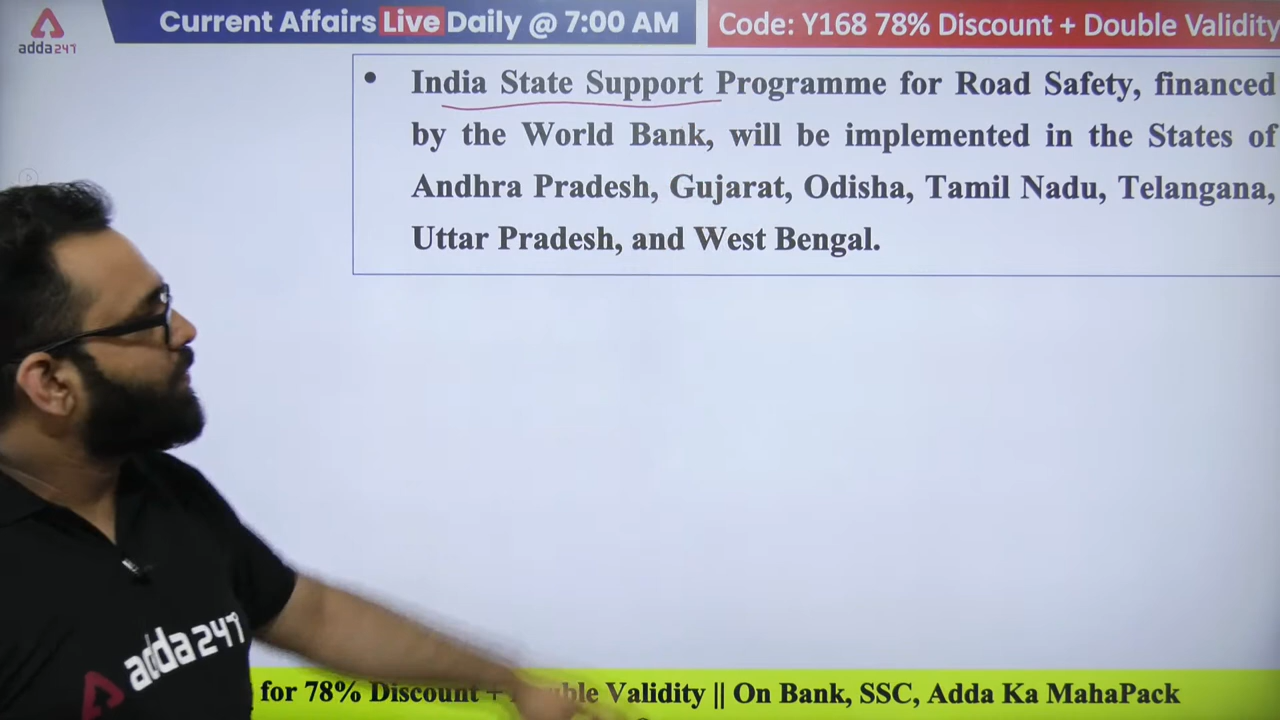 adda247
Current Affairs Live Daily @ 7:00 AM
Code: Y168 78% Discount + Double Validity
• India State Support Programme for Road Safety, financed
by the World Bank, will be implemented in the States of
Andhra Pradesh, Gujarat, Odisha, Tamil Nadu, Telangana,
Uttar Pradesh, and West Bengal.
adda247
for 78% Discount + Double Validity || On Bank, SSC, Adda Ka MahaPack